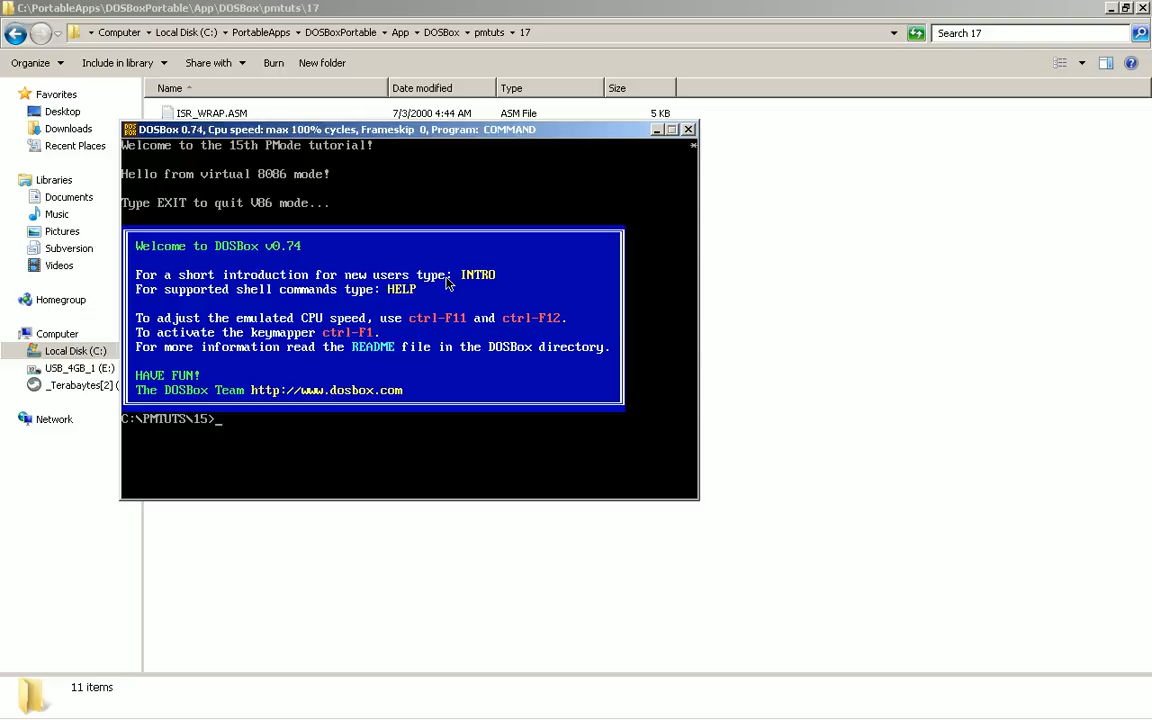 C:\PortableApps\DOSBoxPortable\App\DOSBox\pmtuts\17
Computer Local Disk (C:) PortableApps DOSBoxPortable App DOSBox pmtuts 17
Search 17
Organize Include in library Share with Burn New folder
Name Date modified Type Size
Favorites
Desktop
Downloads
Recent Places
Libraries
Documents
Music
Pictures
Subversion
Videos
Homegroup
Computer
Local Disk (C:)
USB_4GB_1 (E:)
_Terabytes[2] (
Network
ISR_WRAP.ASM 7/3/2000 4:44 AM ASM File 5 KB
DOSBox 0.74, Cpu speed: max 100% cycles, Frameskip 0, Program: COMMAND
Welcome to the 15th PMode tutorial! *
Hello from virtual 8086 mode!
Type EXIT to quit V86 mode...
Welcome to DOSBox v0.74
For a short introduction for new users type: INTRO
For supported shell commands type: HELP
To adjust the emulated CPU speed, use ctrl-F11 and ctrl-F12.
To activate the keymapper ctrl-F1.
For more information read the README file in the DOSBox directory.
HAVE FUN!
The DOSBox Team http://www.dosbox.com
C:\PMTUTS\15>_
11 items